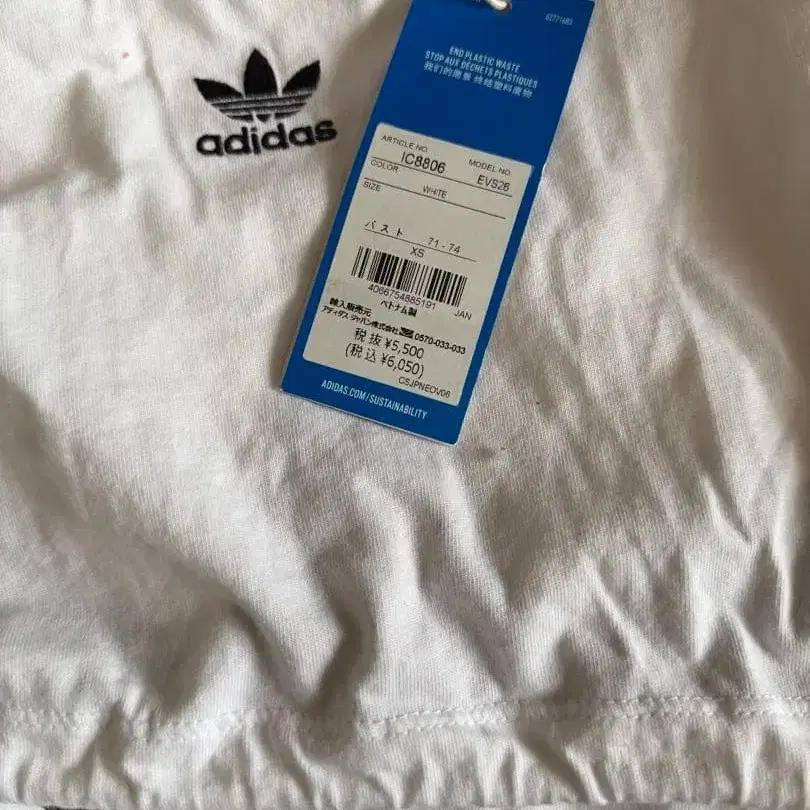 adidas
62771683
END PLASTIC WASTE
STOP AUX DÉCHETS PLASTIQUES
我们的愿景 终结塑料废物
ARTICLE NO.
MODEL NO.
IC8806
EVS26
COLOR
WHITE
SIZE
バスト 71 - 74
XS
4066754885191 JAN
ベトナム製
輸入販売元
アディダス ジャパン株式会社 0570-033-033
税抜 ¥5,500
(税込 ¥6,050)
CSJPNEOV06
ADIDAS.COM/SUSTAINABILITY